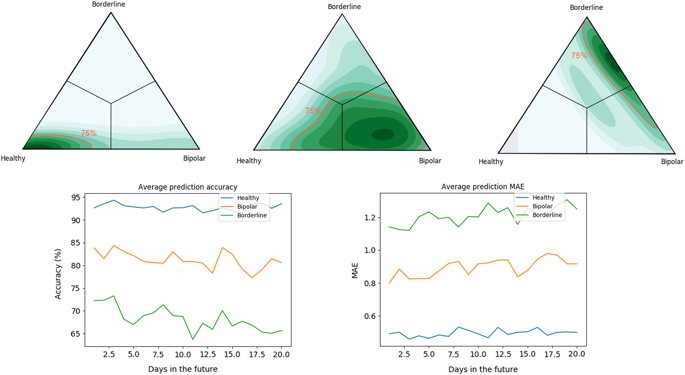 Borderline
75%
Healthy
Bipolar
Borderline
75%
Healthy
Bipolar
Borderline
75%
Healthy
Bipolar
Average prediction accuracy
Healthy
Bipolar
Borderline
95
90
85
80
75
70
65
Accuracy (%)
2.5 5.0 7.5 10.0 12.5 15.0 17.5 20.0
Days in the future
Average prediction MAE
Healthy
Bipolar
Borderline
1.2
1.0
0.8
0.6
MAE
2.5 5.0 7.5 10.0 12.5 15.0 17.5 20.0
Days in the future